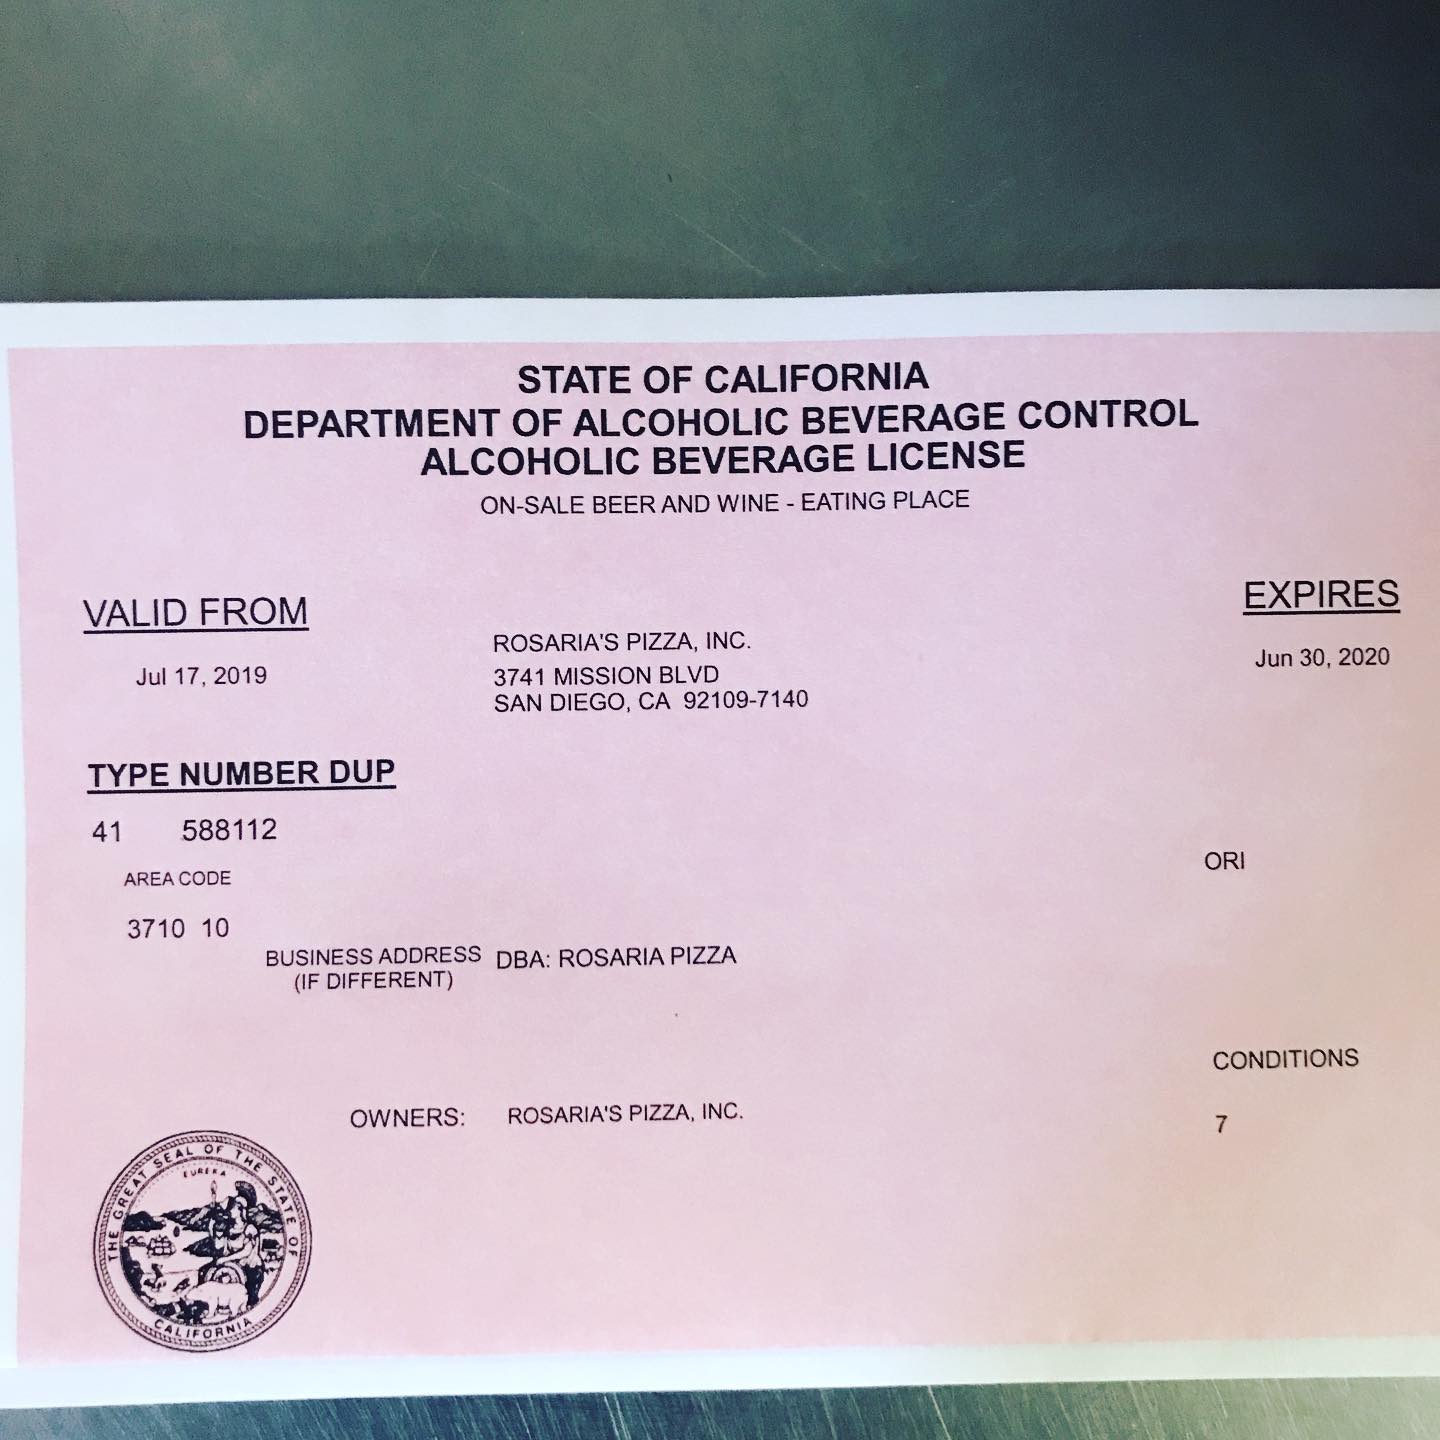 STATE OF CALIFORNIA
DEPARTMENT OF ALCOHOLIC BEVERAGE CONTROL
ALCOHOLIC BEVERAGE LICENSE
ON-SALE BEER AND WINE - EATING PLACE
VALID FROM
Jul 17, 2019
ROSARIA'S PIZZA, INC.
3741 MISSION BLVD
SAN DIEGO, CA 92109-7140
EXPIRES
Jun 30, 2020
TYPE NUMBER DUP
41 588112
AREA CODE
3710 10
ORI
BUSINESS ADDRESS
(IF DIFFERENT)
DBA: ROSARIA PIZZA
CONDITIONS
7
OWNERS: ROSARIA'S PIZZA, INC.
THE GREAT SEAL OF THE STATE OF
EUREKA
CALIFORNIA